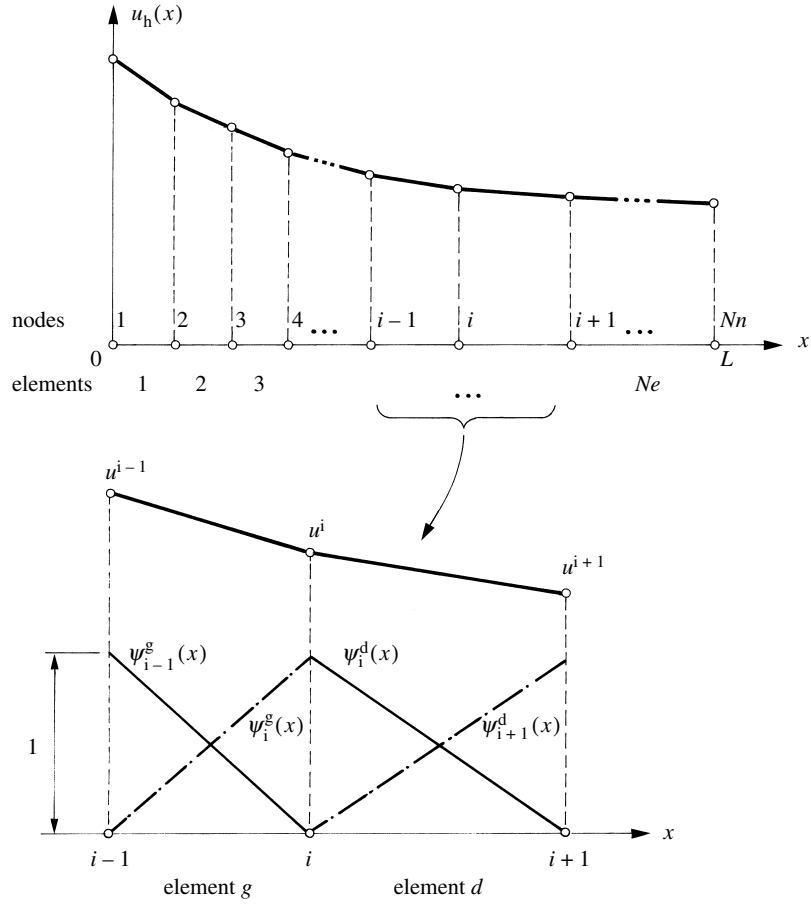 u_h(x)
nodes 1 2 3 4 ... i – 1 i i + 1 ... Nn
0 L x
elements 1 2 3 ... Ne
u^{i – 1}
u^i
u^{i + 1}
ψ^g_{i – 1}(x) ψ^d_i(x)
1 ψ^g_i(x) ψ^d_{i + 1}(x)
x
i – 1 i i + 1
element g element d